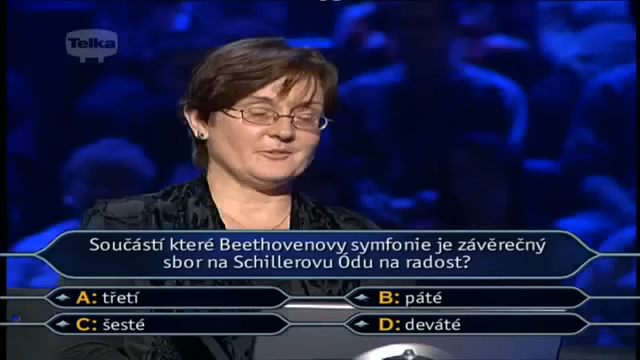 Telka
Součástí které Beethovenovy symfonie je závěrečný
sbor na Schillerovu Ódu na radost?
A: třetí
B: páté
C: šesté
D: deváté